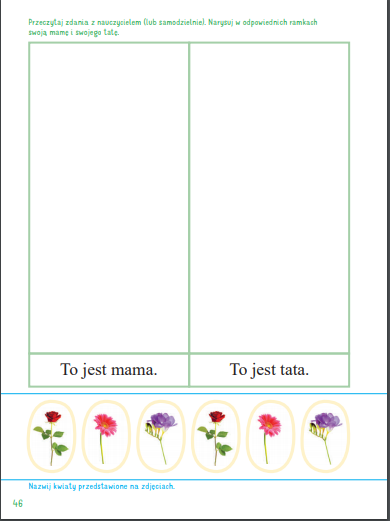 Przeczytaj zdania z nauczycielem (lub samodzielnie). Narysuj w odpowiednich ramkach
swoją mamę i swojego tatę.
To jest mama.
To jest tata.
Nazwij kwiaty przedstawione na zdjęciach.
46